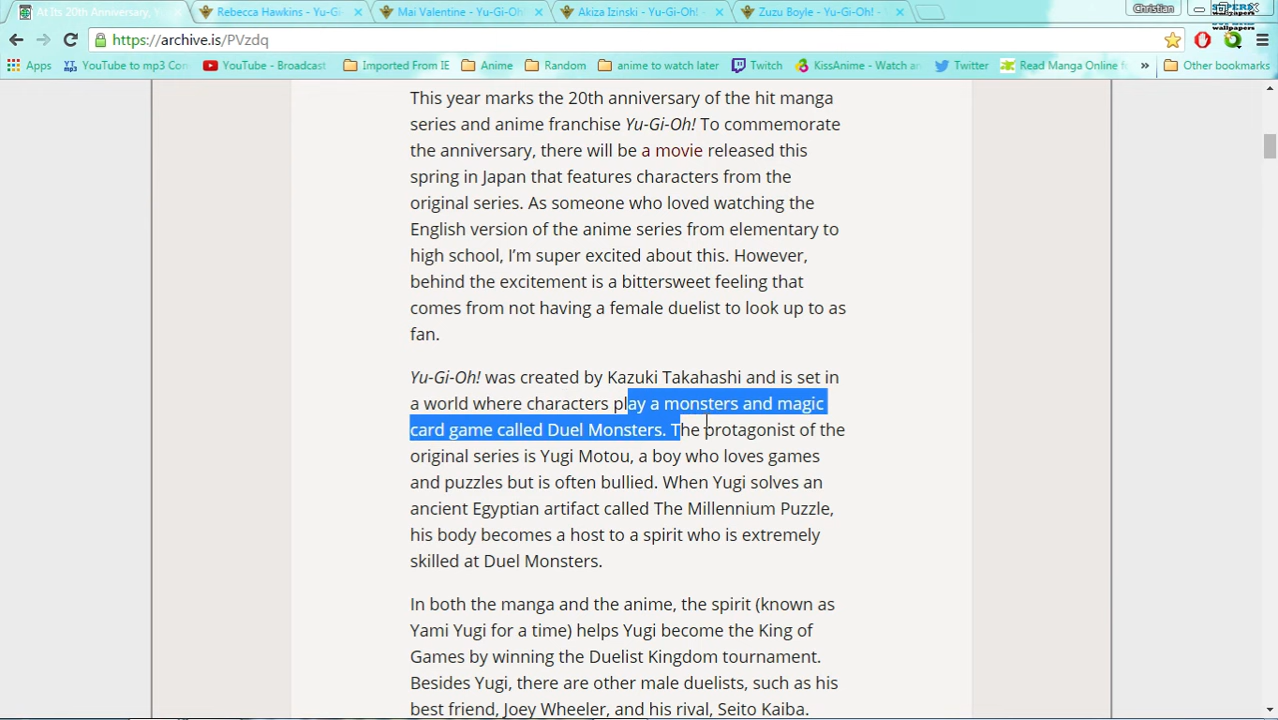 At Its 20th Anniversary, Y
Rebecca Hawkins - Yu-Gi-
Mai Valentine - Yu-Gi-Oh!
Akiza Izinski - Yu-Gi-Oh!
Zuzu Boyle - Yu-Gi-Oh! -
Christian
https://archive.is/PVzdq
wallpapers
Apps
YouTube to mp3 Con
YouTube - Broadcast
Imported From IE
Anime
Random
anime to watch later
Twitch
KissAnime - Watch an
Twitter
Read Manga Online f
»
Other bookmarks
This year marks the 20th anniversary of the hit manga
series and anime franchise Yu-Gi-Oh! To commemorate
the anniversary, there will be a movie released this
spring in Japan that features characters from the
original series. As someone who loved watching the
English version of the anime series from elementary to
high school, I'm super excited about this. However,
behind the excitement is a bittersweet feeling that
comes from not having a female duelist to look up to as
fan.
Yu-Gi-Oh! was created by Kazuki Takahashi and is set in
a world where characters play a monsters and magic
card game called Duel Monsters. The protagonist of the
original series is Yugi Motou, a boy who loves games
and puzzles but is often bullied. When Yugi solves an
ancient Egyptian artifact called The Millennium Puzzle,
his body becomes a host to a spirit who is extremely
skilled at Duel Monsters.
In both the manga and the anime, the spirit (known as
Yami Yugi for a time) helps Yugi become the King of
Games by winning the Duelist Kingdom tournament.
Besides Yugi, there are other male duelists, such as his
best friend, Joey Wheeler, and his rival, Seito Kaiba.